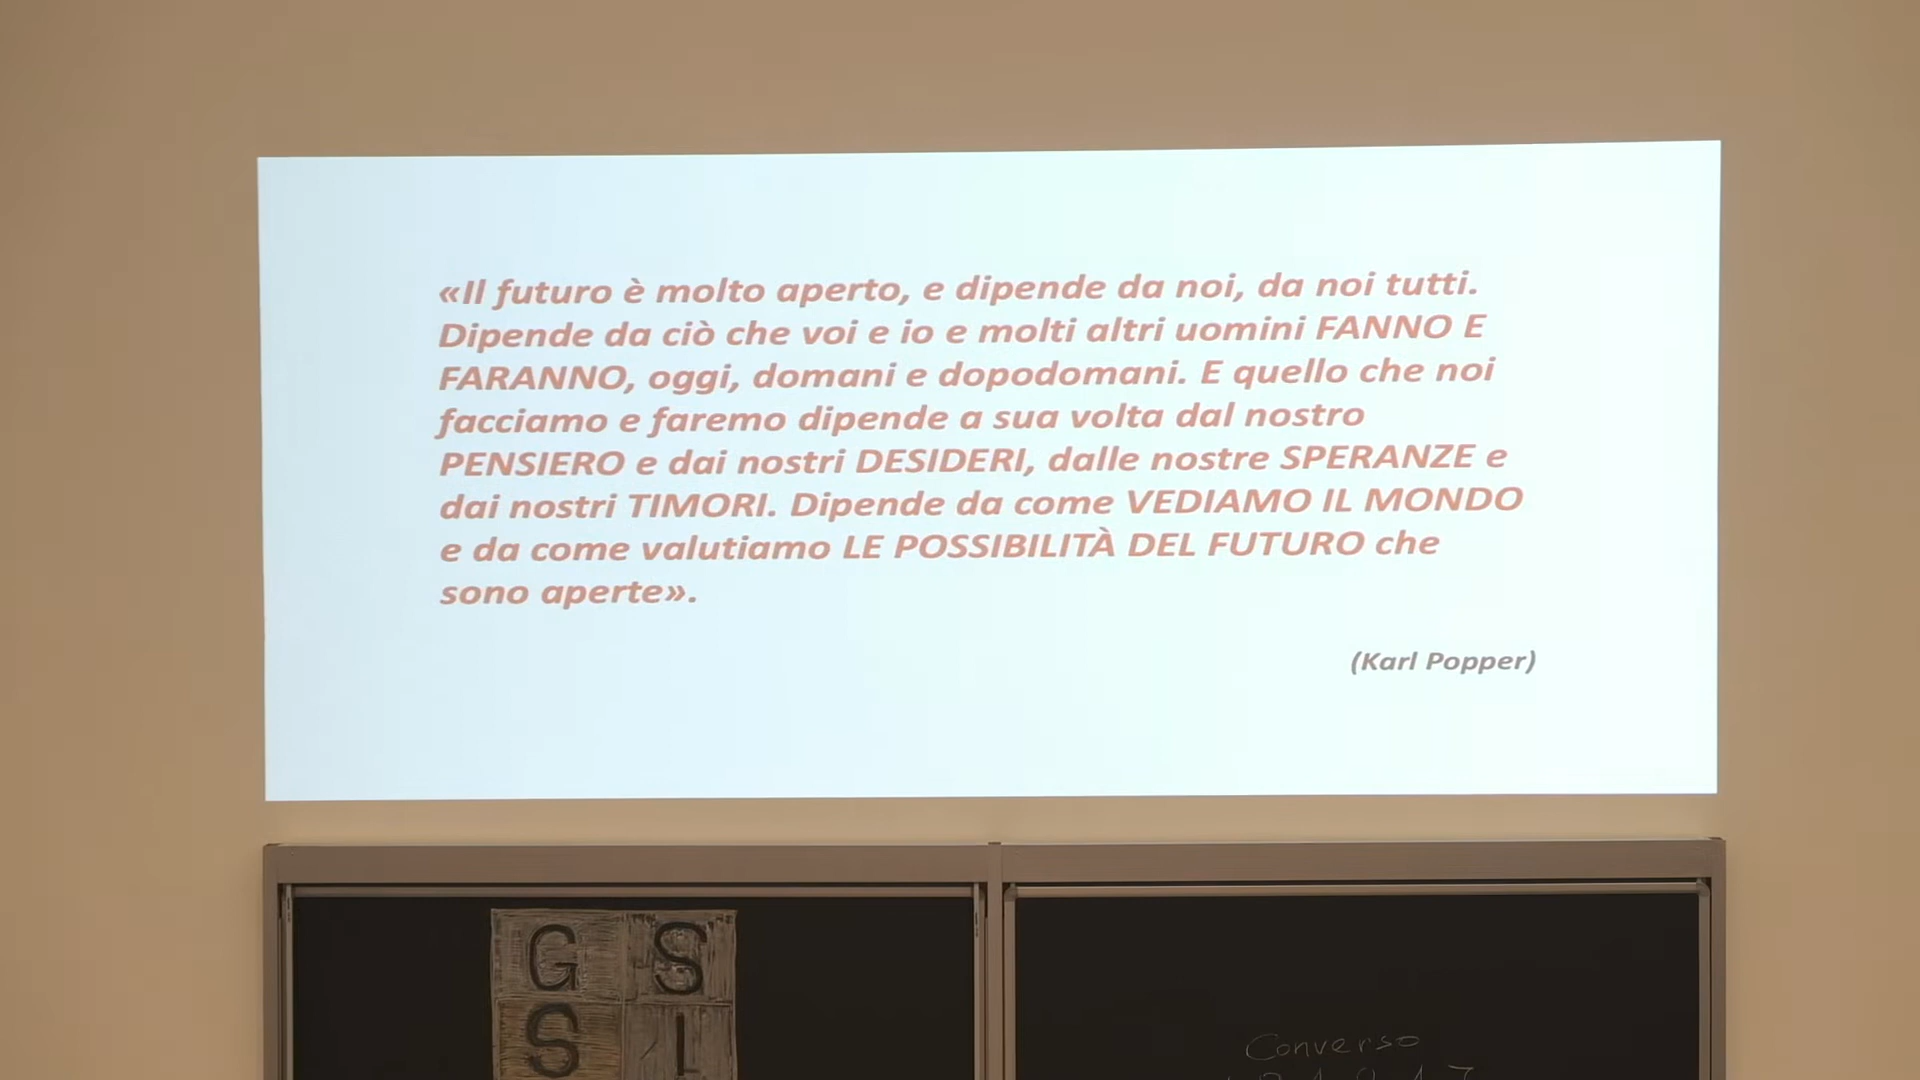 «Il futuro è molto aperto, e dipende da noi, da noi tutti.
Dipende da ciò che voi e io e molti altri uomini FANNO E
FARANNO, oggi, domani e dopodomani. E quello che noi
facciamo e faremo dipende a sua volta dal nostro
PENSIERO e dai nostri DESIDERI, dalle nostre SPERANZE e
dai nostri TIMORI. Dipende da come VEDIAMO IL MONDO
e da come valutiamo LE POSSIBILITÀ DEL FUTURO che
sono aperte».
(Karl Popper)
G S
S I
Converso